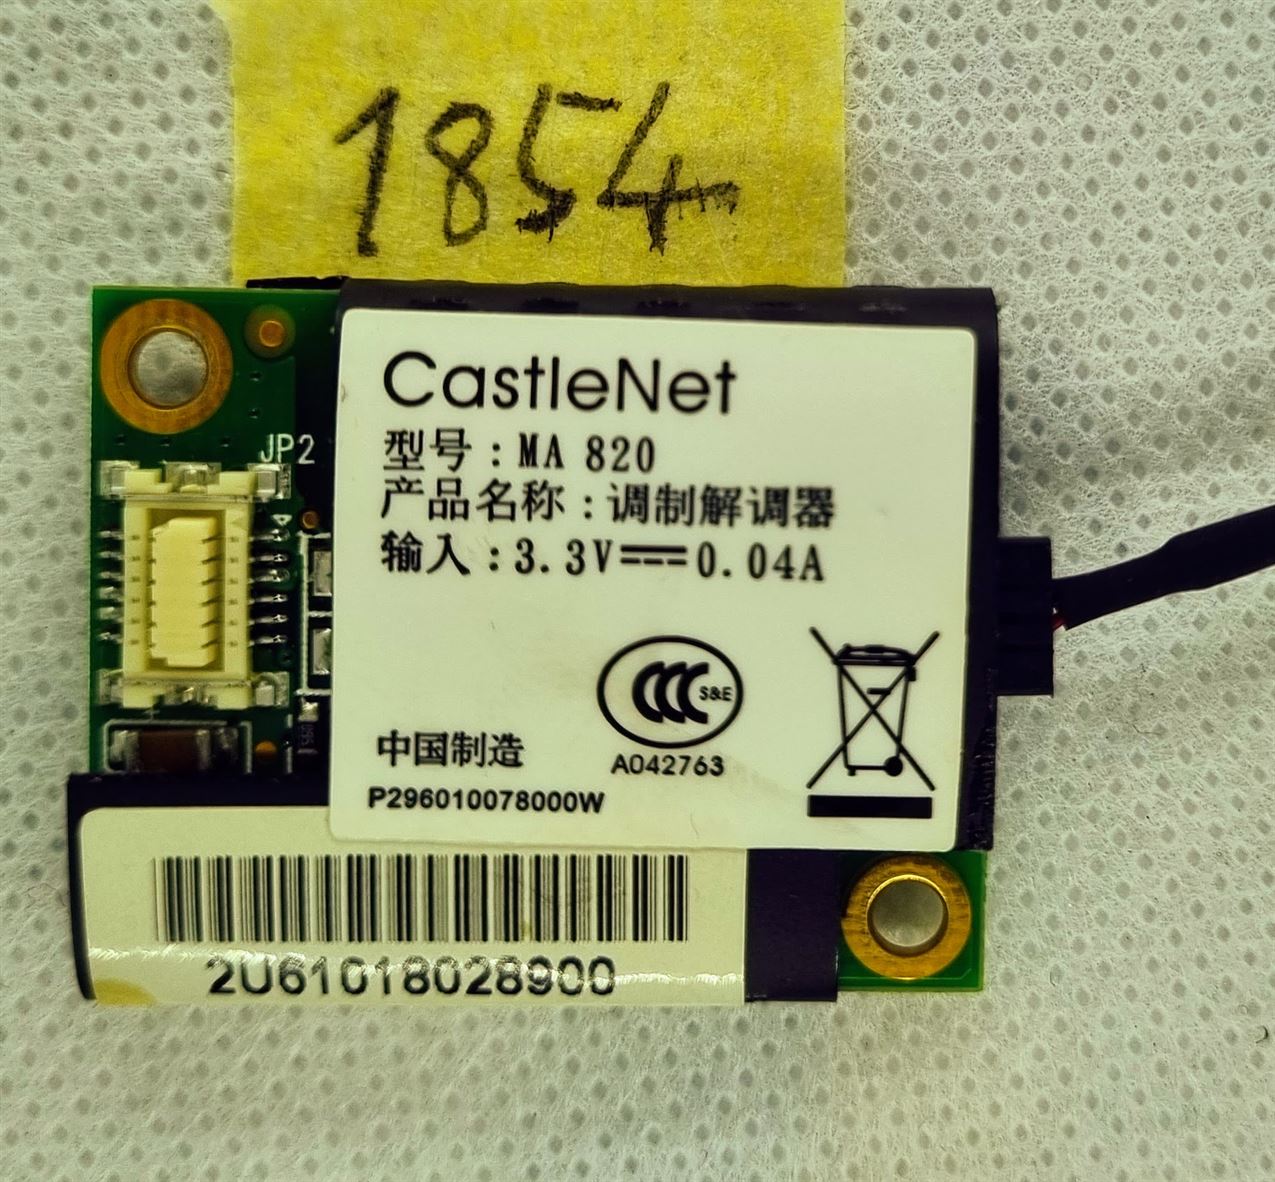 1854
JP2
CastleNet
型号：MA 820
产品名称：调制解调器
输入：3.3V⎓0.04A
CCC S&E
中国制造
A042763
P296010078000W
2U61018028900